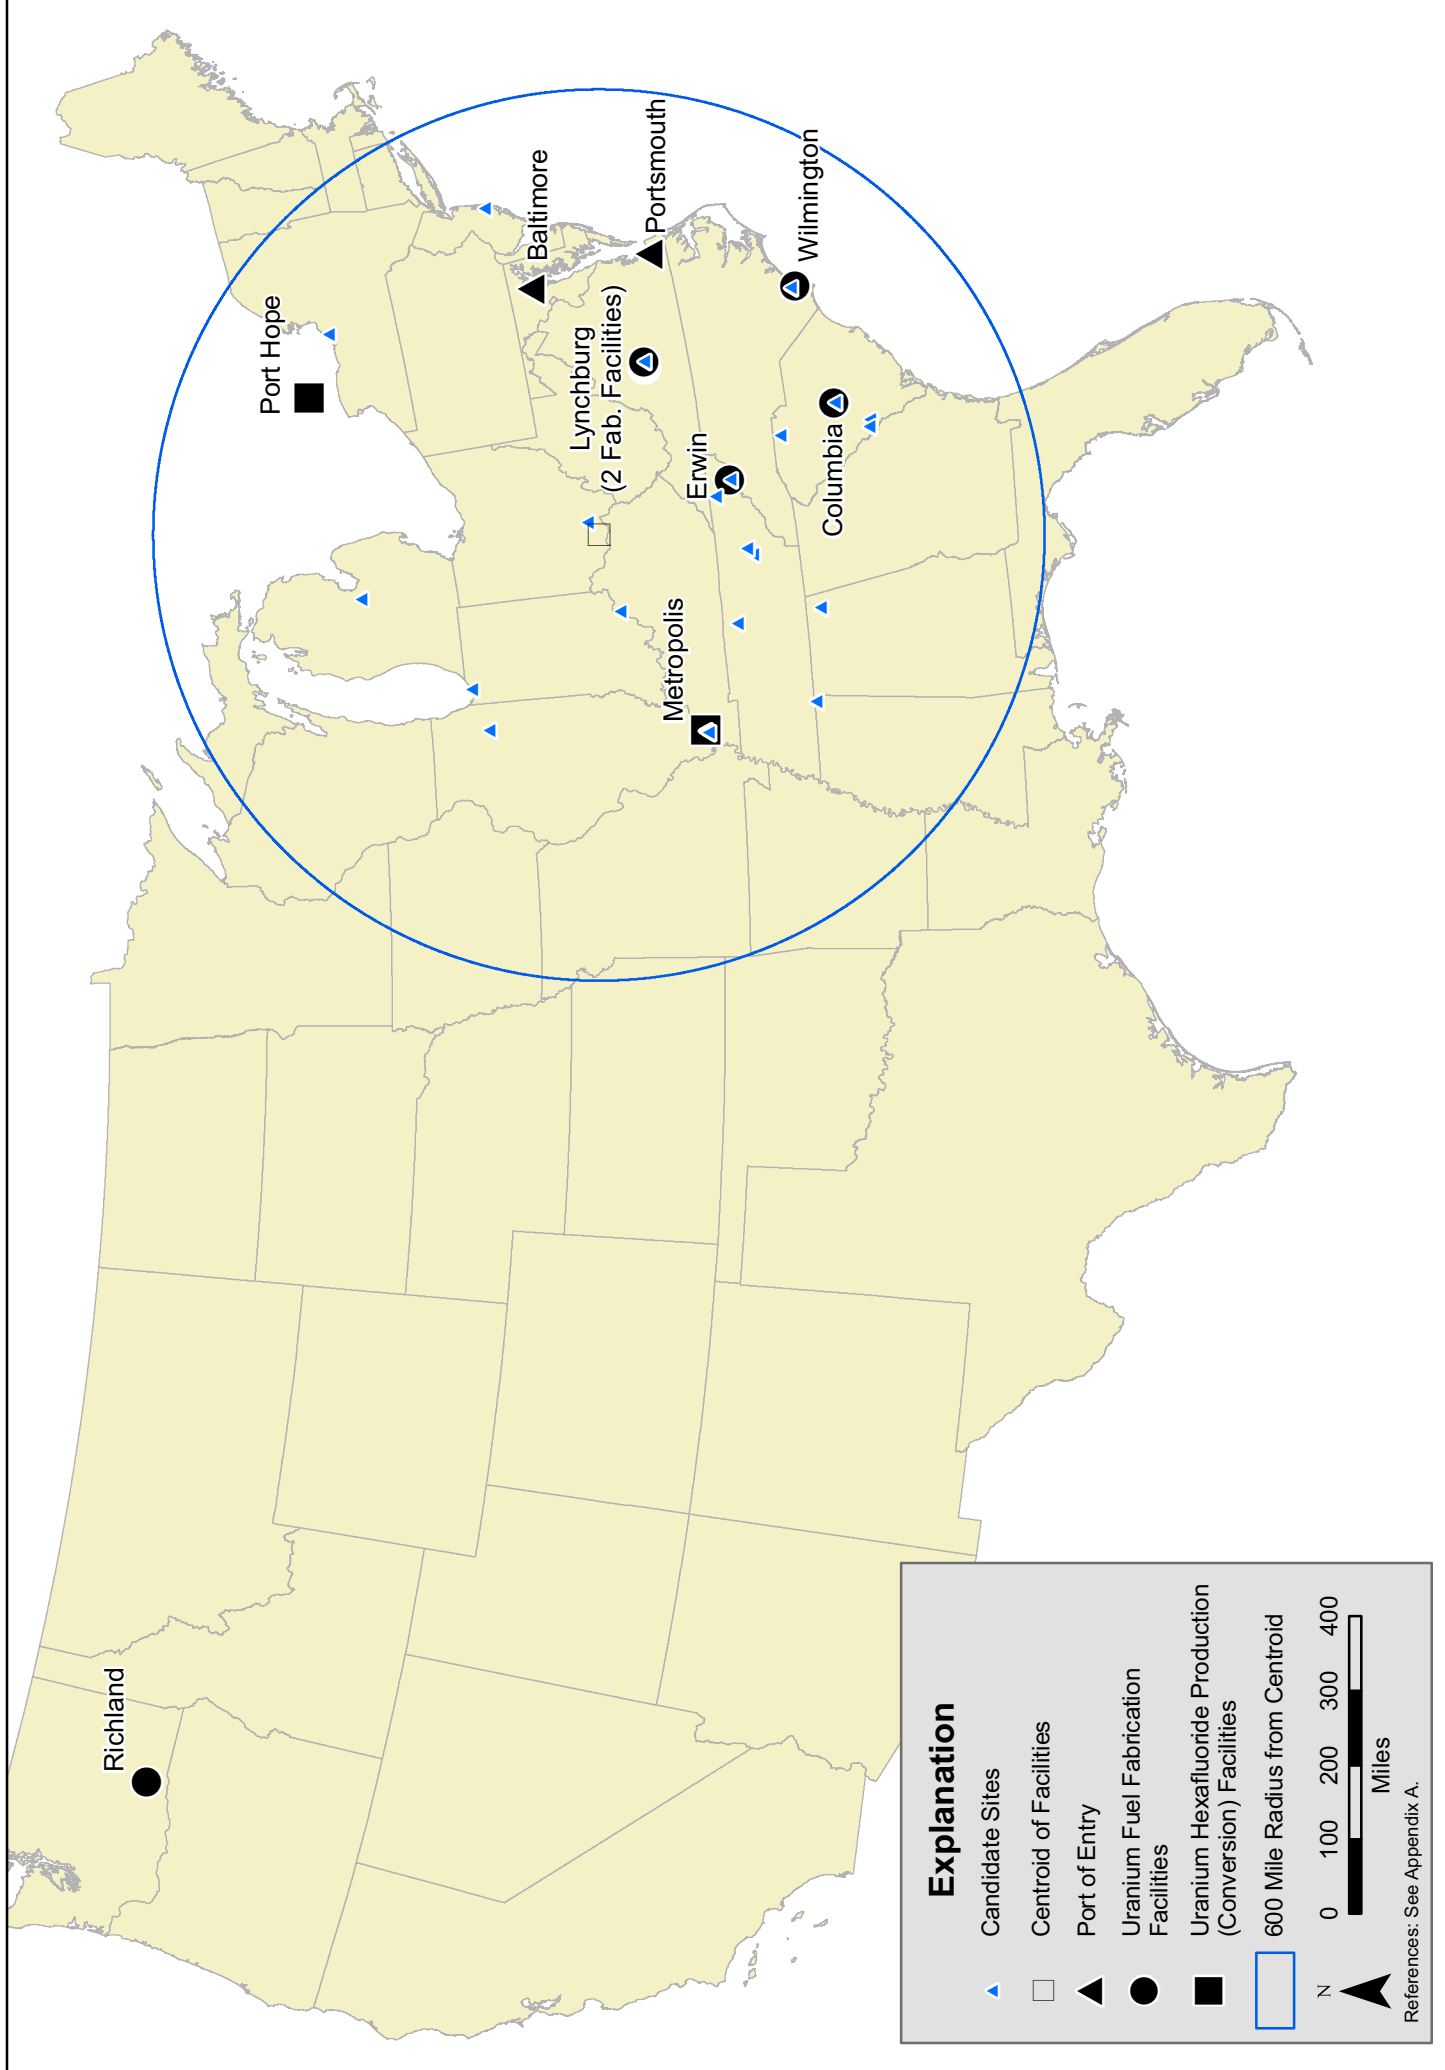 Richland
Port Hope
Baltimore
Lynchburg
(2 Fab. Facilities)
Portsmouth
Metropolis
Erwin
Wilmington
Columbia
Explanation
Candidate Sites
Centroid of Facilities
Port of Entry
Uranium Fuel Fabrication
Facilities
Uranium Hexafluoride Production
(Conversion) Facilities
600 Mile Radius from Centroid
N
0 100 200 300 400
Miles
References: See Appendix A.